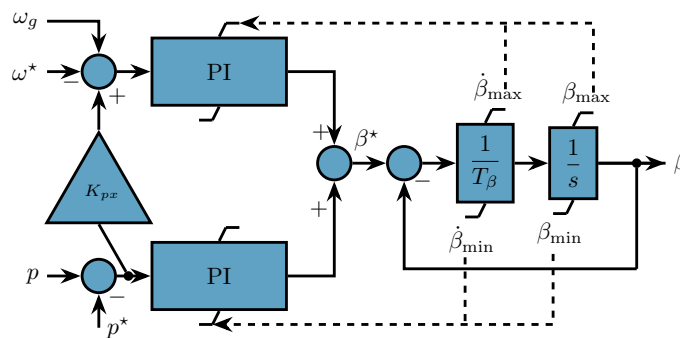 ω_g
ω⋆ − + PI
β̇_max β_max
K_px
+ β⋆ − 1/T_β 1/s β
+
β̇_min β_min
p − PI
p⋆